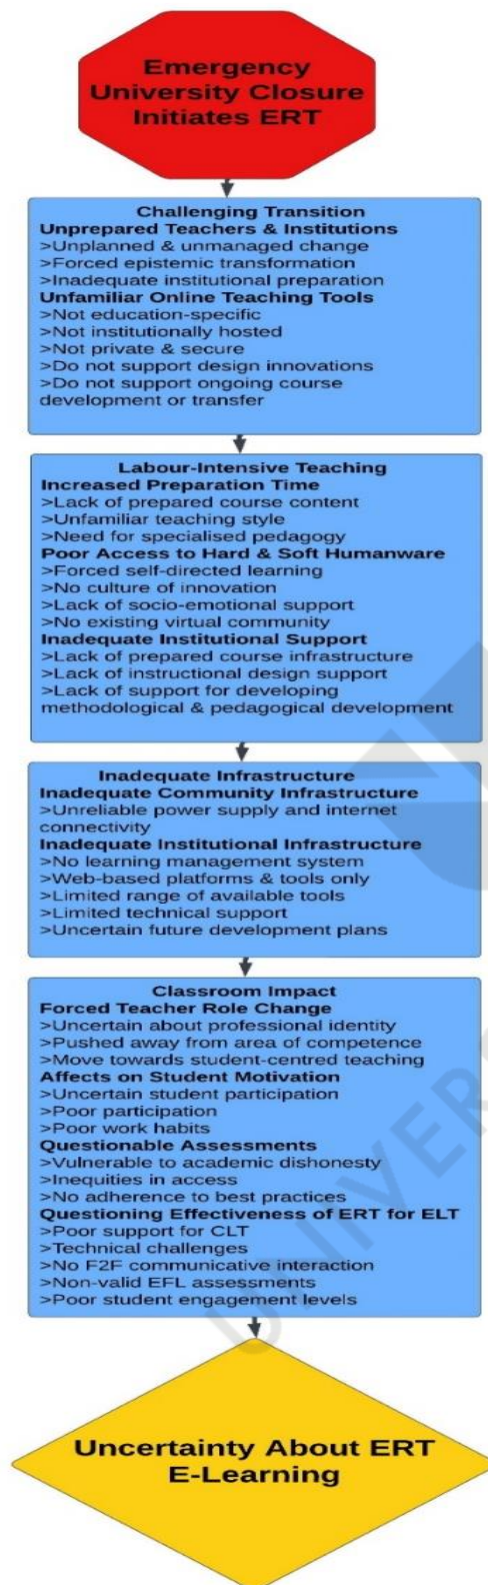 Emergency
University Closure
Initiates ERT
Challenging Transition
Unprepared Teachers & Institutions
>Unplanned & unmanaged change
>Forced epistemic transformation
>Inadequate institutional preparation
Unfamiliar Online Teaching Tools
>Not education-specific
>Not institutionally hosted
>Not private & secure
>Do not support design innovations
>Do not support ongoing course
development or transfer
Labour-Intensive Teaching
Increased Preparation Time
>Lack of prepared course content
>Unfamiliar teaching style
>Need for specialised pedagogy
Poor Access to Hard & Soft Humanware
>Forced self-directed learning
>No culture of innovation
>Lack of socio-emotional support
>No existing virtual community
Inadequate Institutional Support
>Lack of prepared course infrastructure
>Lack of instructional design support
>Lack of support for developing
methodological & pedagogical development
Inadequate Infrastructure
Inadequate Community Infrastructure
>Unreliable power supply and internet
connectivity
Inadequate Institutional Infrastructure
>No learning management system
>Web-based platforms & tools only
>Limited range of available tools
>Limited technical support
>Uncertain future development plans
Classroom Impact
Forced Teacher Role Change
>Uncertain about professional identity
>Pushed away from area of competence
>Move towards student-centred teaching
Affects on Student Motivation
>Uncertain student participation
>Poor participation
>Poor work habits
Questionable Assessments
>Vulnerable to academic dishonesty
>Inequities in access
>No adherence to best practices
Questioning Effectiveness of ERT for ELT
>Poor support for CLT
>Technical challenges
>No F2F communicative interaction
>Non-valid EFL assessments
>Poor student engagement levels
Uncertainty About ERT
E-Learning
UNIVERS